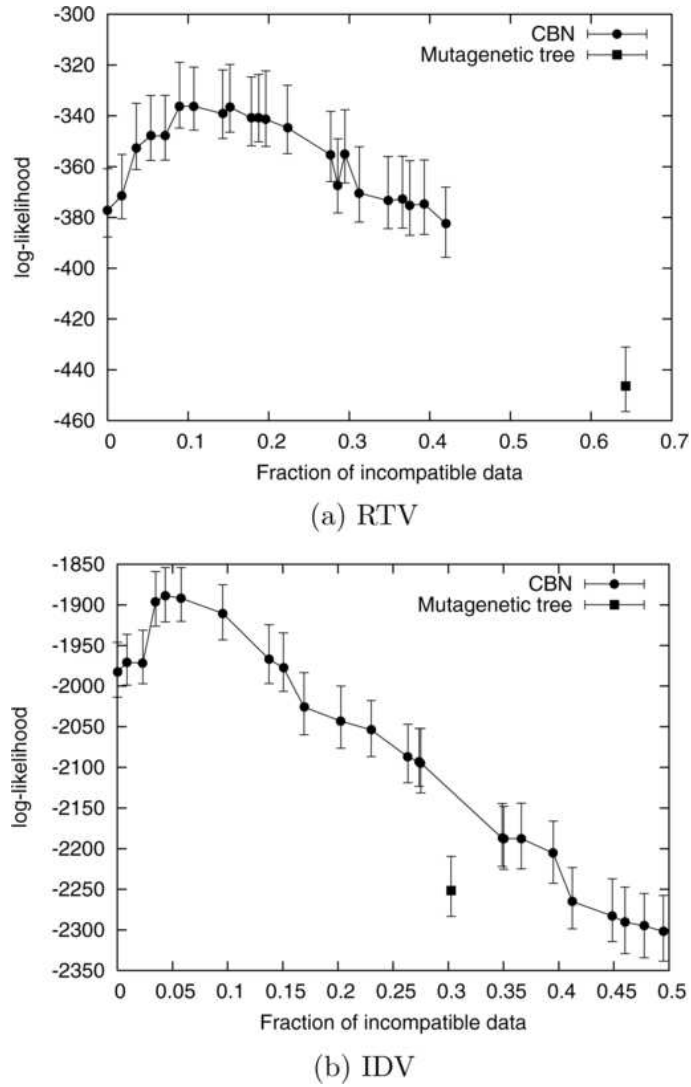 -300
-320
-340
-360
-380
-400
-420
-440
-460
log-likelihood
CBN
Mutagenetic tree
0 0.1 0.2 0.3 0.4 0.5 0.6 0.7
Fraction of incompatible data
(a) RTV
-1850
-1900
-1950
-2000
-2050
-2100
-2150
-2200
-2250
-2300
-2350
log-likelihood
CBN
Mutagenetic tree
0 0.05 0.1 0.15 0.2 0.25 0.3 0.35 0.4 0.45 0.5
Fraction of incompatible data
(b) IDV